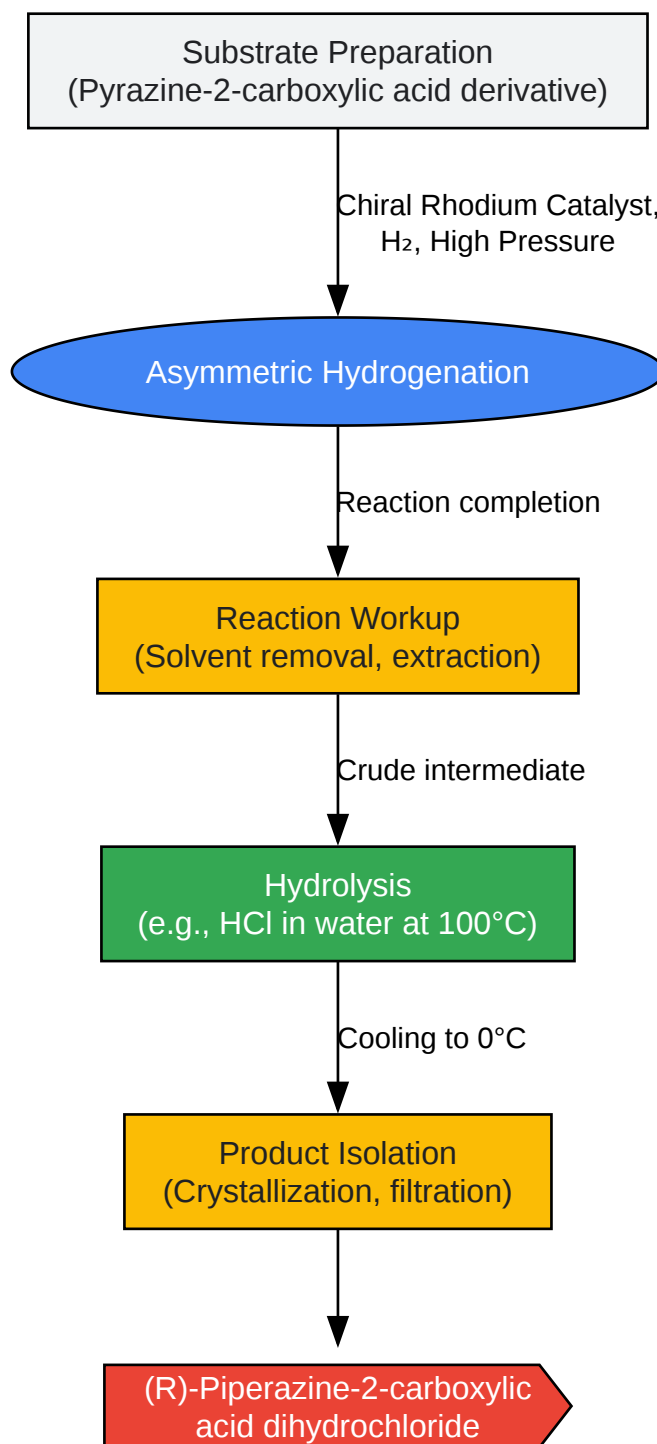 Substrate Preparation
(Pyrazine-2-carboxylic acid derivative)
Chiral Rhodium Catalyst,
H₂, High Pressure
Asymmetric Hydrogenation
Reaction completion
Reaction Workup
(Solvent removal, extraction)
Crude intermediate
Hydrolysis
(e.g., HCl in water at 100°C)
Cooling to 0°C
Product Isolation
(Crystallization, filtration)
(R)-Piperazine-2-carboxylic
acid dihydrochloride